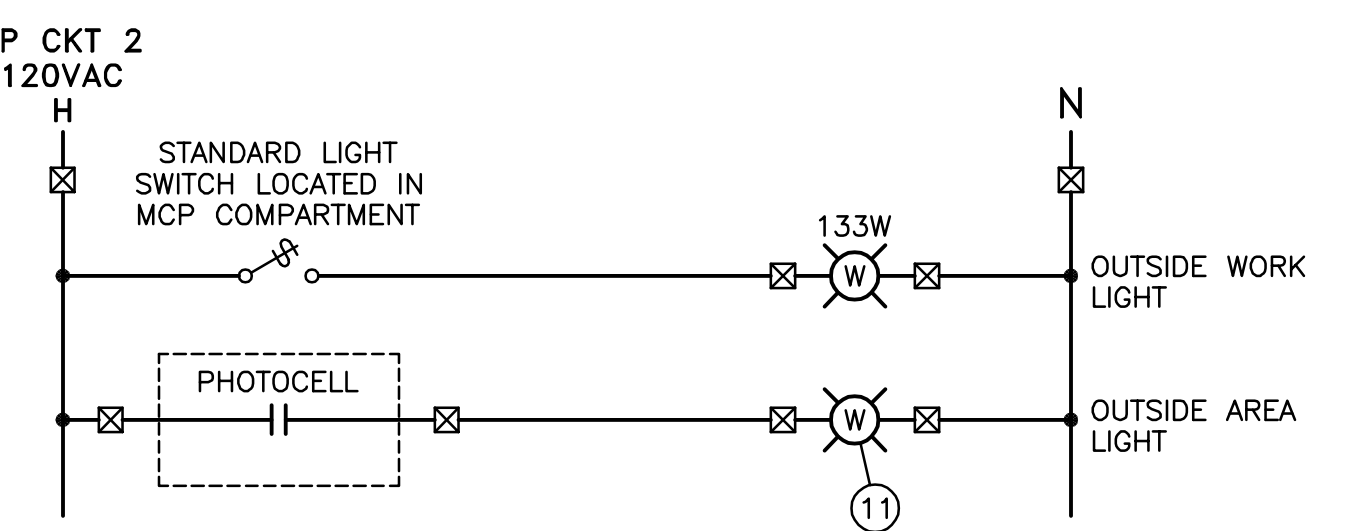 P CKT 2
120VAC
H
N
STANDARD LIGHT
SWITCH LOCATED IN
MCP COMPARTMENT
$
133W
W
OUTSIDE WORK
LIGHT
PHOTOCELL
W
OUTSIDE AREA
LIGHT
11